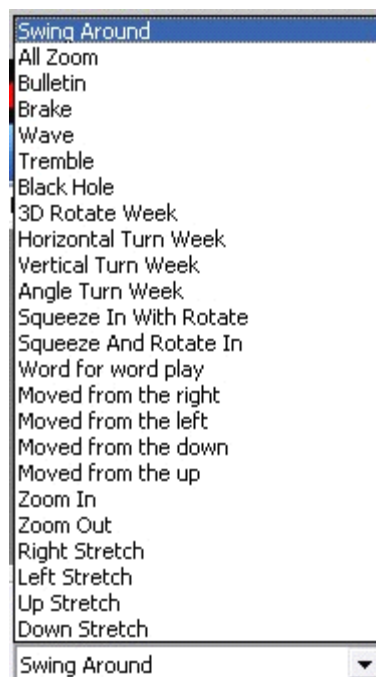 Swing Around
All Zoom
Bulletin
Brake
Wave
Tremble
Black Hole
3D Rotate Week
Horizontal Turn Week
Vertical Turn Week
Angle Turn Week
Squeeze In With Rotate
Squeeze And Rotate In
Word for word play
Moved from the right
Moved from the left
Moved from the down
Moved from the up
Zoom In
Zoom Out
Right Stretch
Left Stretch
Up Stretch
Down Stretch
Swing Around